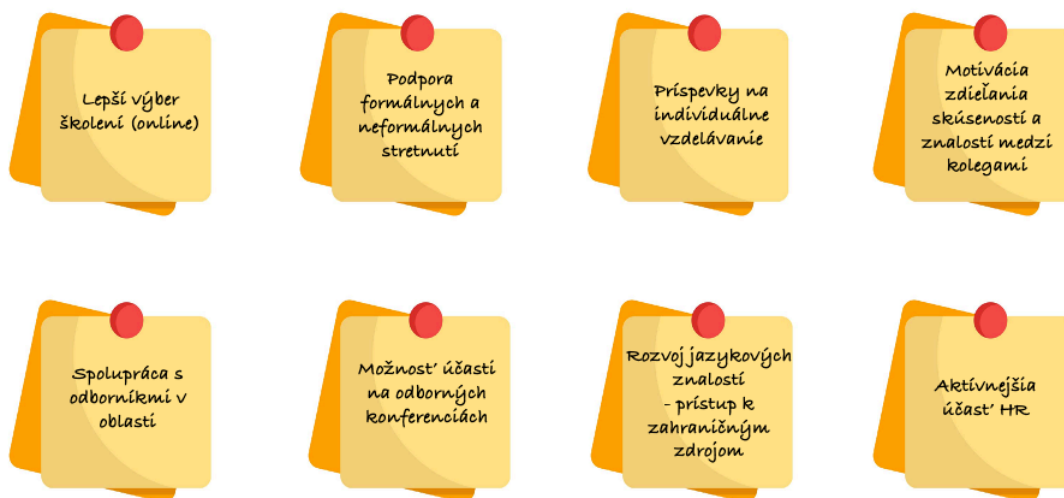 Lepší výber
školení (online)
Podpora
formálnych a
neformálnych
stretnutí
Príspevky na
individuálne
vzdelávanie
Motivácia
zdieľania
skúseností a
znalostí medzi
kolegami
Spolupráca s
odborníkmi v
oblasti
Možnosť účasti
na odborných
konferenciách
Rozvoj jazykových
znalostí
- prístup k
zahraničným
zdrojom
Aktívnejšia
účasť HR